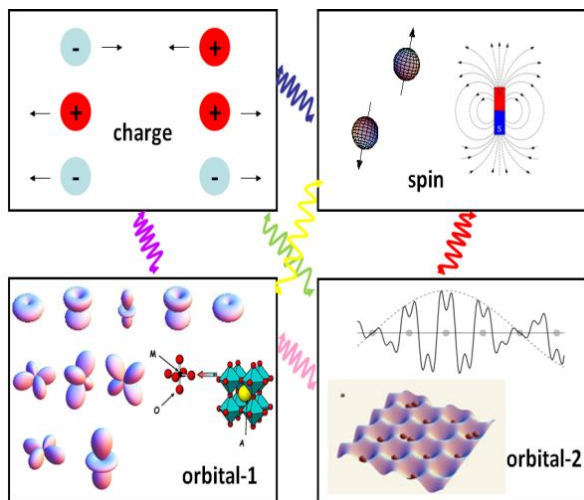 - +
+ +
charge
- -
S
spin
M
O
A
orbital-1
a
orbital-2